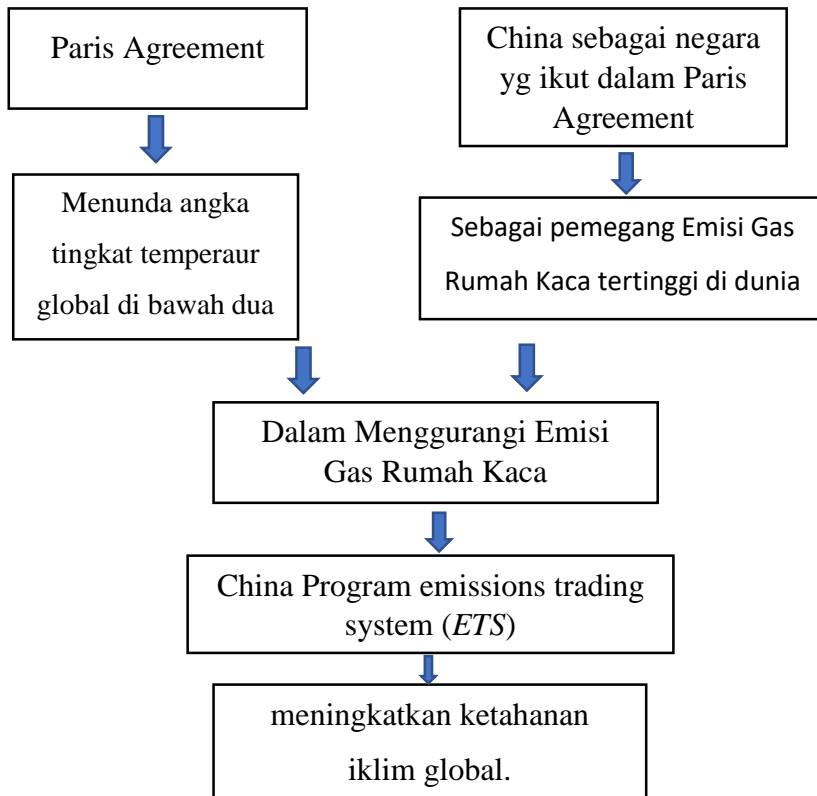 Paris Agreement
China sebagai negara
yg ikut dalam Paris
Agreement
Menunda angka
tingkat temperaur
global di bawah dua
Sebagai pemegang Emisi Gas
Rumah Kaca tertinggi di dunia
Dalam Menggurangi Emisi
Gas Rumah Kaca
China Program emissions trading
system (ETS)
meningkatkan ketahanan
iklim global.